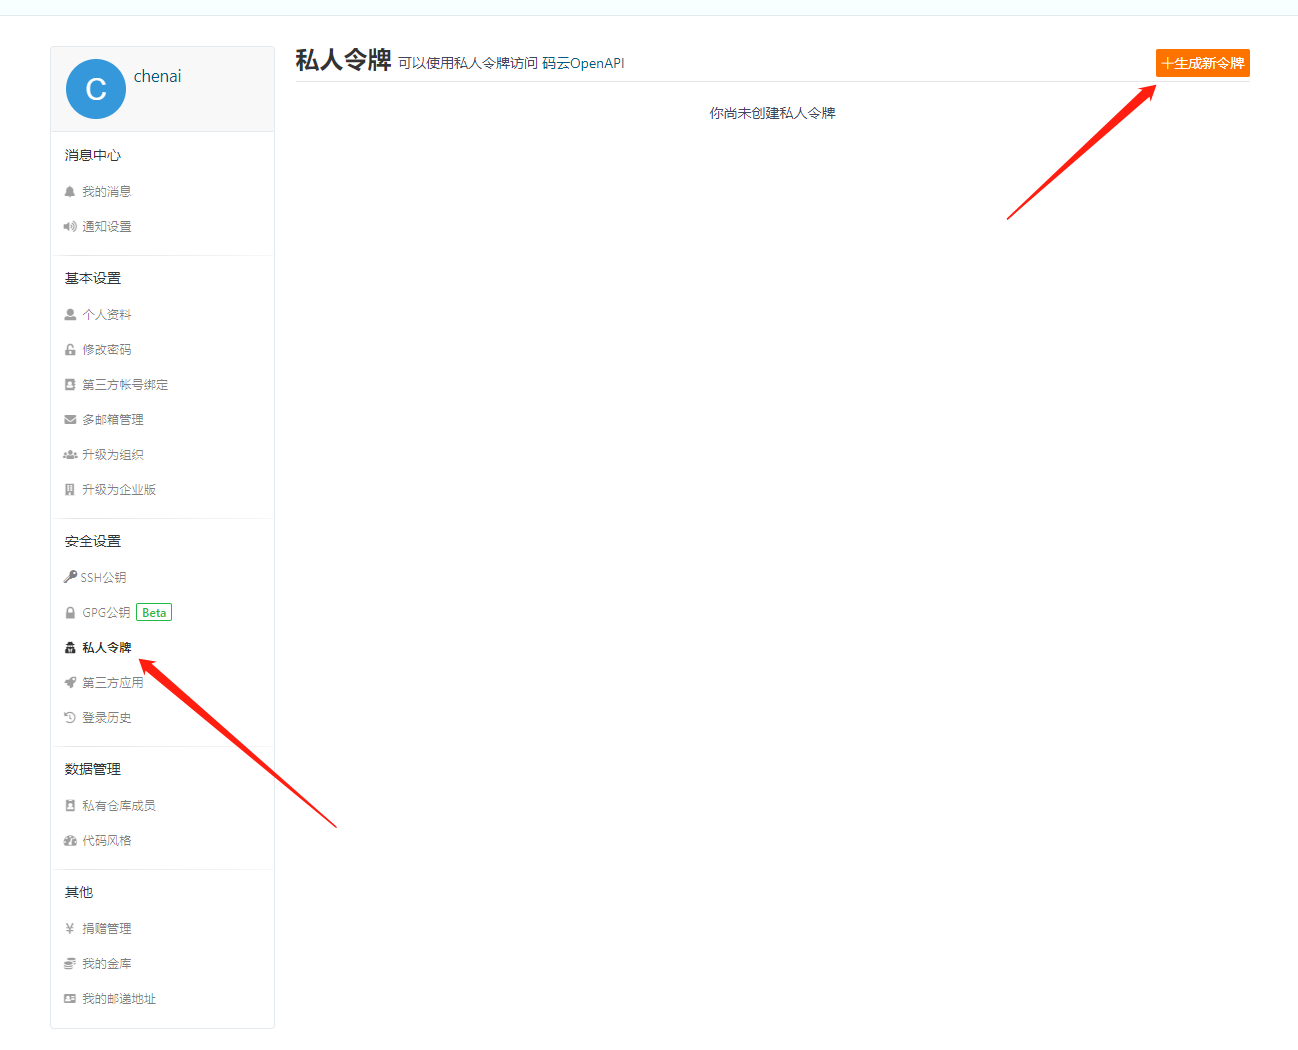 C
chenai
消息中心
我的消息
通知设置
基本设置
个人资料
修改密码
第三方帐号绑定
多邮箱管理
升级为组织
升级为企业版
安全设置
SSH公钥
GPG公钥 Beta
私人令牌
第三方应用
登录历史
数据管理
私有仓库成员
代码风格
其他
¥ 捐赠管理
我的金库
我的邮递地址
私人令牌 可以使用私人令牌访问 码云OpenAPI
+生成新令牌
你尚未创建私人令牌